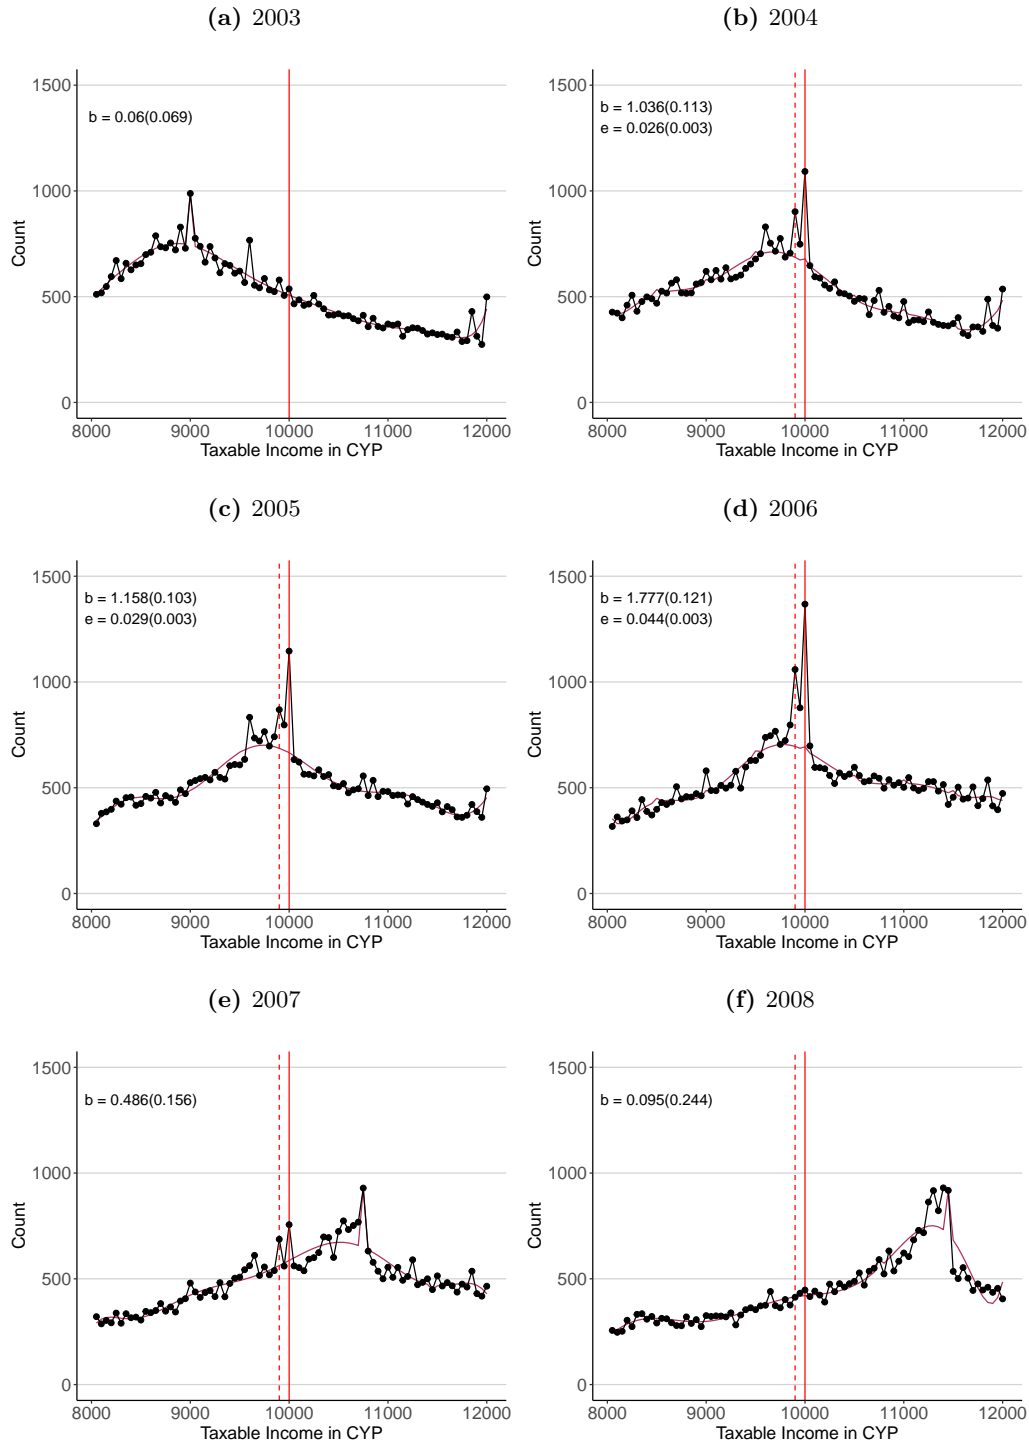 (a) 2003
1500
1000
500
0
Count
b = 0.06(0.069)
8000 9000 10000 11000 12000
Taxable Income in CYP
(b) 2004
1500
1000
500
0
Count
b = 1.036(0.113)
e = 0.026(0.003)
8000 9000 10000 11000 12000
Taxable Income in CYP
(c) 2005
1500
1000
500
0
Count
b = 1.158(0.103)
e = 0.029(0.003)
8000 9000 10000 11000 12000
Taxable Income in CYP
(d) 2006
1500
1000
500
0
Count
b = 1.777(0.121)
e = 0.044(0.003)
8000 9000 10000 11000 12000
Taxable Income in CYP
(e) 2007
1500
1000
500
0
Count
b = 0.486(0.156)
8000 9000 10000 11000 12000
Taxable Income in CYP
(f) 2008
1500
1000
500
0
Count
b = 0.095(0.244)
8000 9000 10000 11000 12000
Taxable Income in CYP